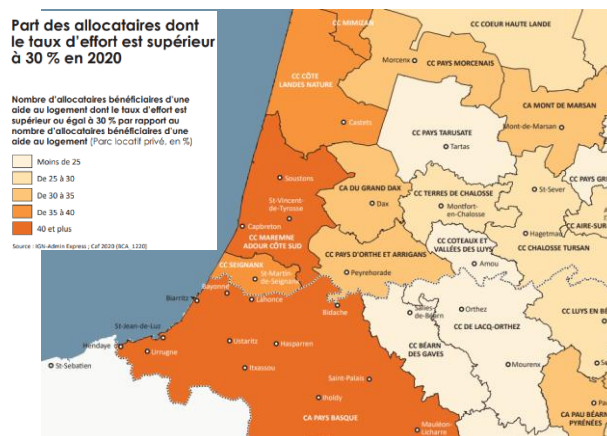 Part des allocataires dont
le taux d'effort est supérieur
à 30 % en 2020
Nombre d'allocataires bénéficiaires d'une
aide au logement dont le taux d'effort est
supérieur ou égal à 30 % par rapport au
nombre d'allocataires bénéficiaires d'une
aide au logement (Parc locatif privé, en %)
Moins de 25
De 25 à 30
De 30 à 35
De 35 à 40
40 et plus
Source : IGN-Admin Express ; Caf 2020 (BCA_1220)
CC MIMIZAN
CC COEUR HAUTE LANDE
Morcenx
CC PAYS MORCENAIS
CC CÔTE
LANDES NATURE
CA MONT DE MARSAN
Castets
Mont-de-Marsan
CC PAYS TARUSATE
Tartas
CC PAYS GR
Soustons
CA DU GRAND DAX
CC TERRES DE CHALOSSE
St-Sever
St-Vincent-
de-Tyrosse
Dax
Montfort-
en-Chalosse
CC AIRE-SUR
Capbreton
Hagetmau
CC MAREMNE
ADOUR CÔTE SUD
CC COTEAUX ET
VALLÉES DES LUYS
CC CHALOSSE TURSAN
CC PAYS D'ORTHE ET ARRIGANS
Amou
CC SEIGNANX
St-Martin-
de-Seignanx
Peyrehorade
Bayonne
Biarritz
Lahonce
Bidache
Salies-
de-Béarn
Orthez
CC LUYS EN BÉ
St-Jean-de-Luz
CC DE LACQ-ORTHEZ
Hendaye
Urrugne
Ustaritz
Hasparren
CC BÉARN
DES GAVES
St-Sebatien
Itxassou
Mourenx
Saint-Palais
Iholdy
CA PAYS BASQUE
CA PAU BÉARN
PYRÉNÉES
Mauléon-
Licharre